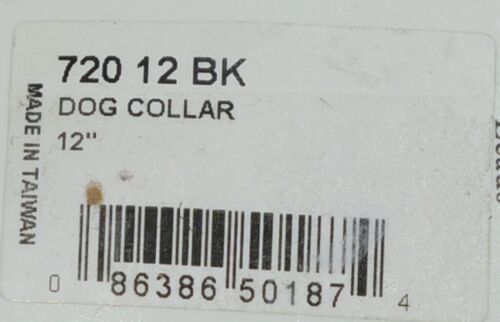 720 12 BK
DOG COLLAR
12"
MADE IN TAIWAN
0 86386 50187 4